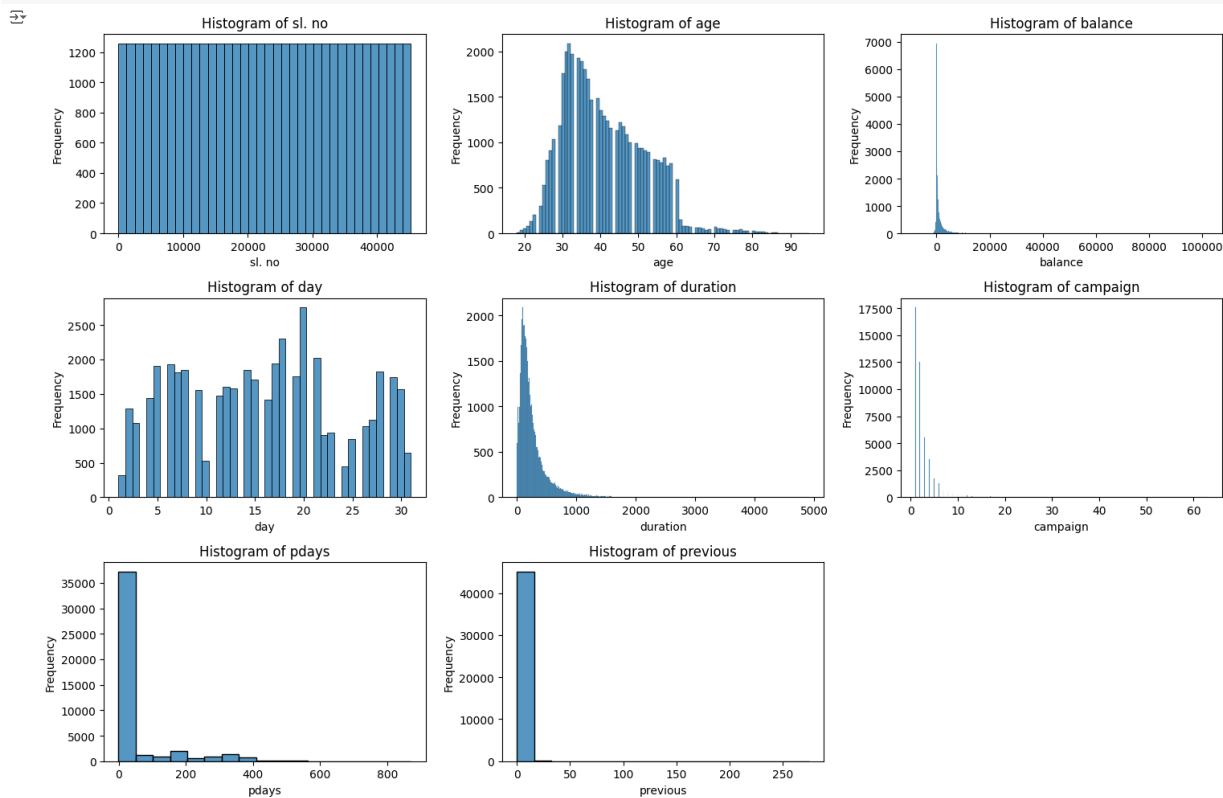 Histogram of sl. no
Frequency
1200
1000
800
600
400
200
0
0 10000 20000 30000 40000
sl. no
Histogram of age
Frequency
2000
1500
1000
500
0
20 30 40 50 60 70 80 90
age
Histogram of balance
Frequency
7000
6000
5000
4000
3000
2000
1000
0
0 20000 40000 60000 80000 100000
balance
Histogram of day
Frequency
2500
2000
1500
1000
500
0
0 5 10 15 20 25 30
day
Histogram of duration
Frequency
2000
1500
1000
500
0
0 1000 2000 3000 4000 5000
duration
Histogram of campaign
Frequency
17500
15000
12500
10000
7500
5000
2500
0
0 10 20 30 40 50 60
campaign
Histogram of pdays
Frequency
35000
30000
25000
20000
15000
10000
5000
0
0 200 400 600 800
pdays
Histogram of previous
Frequency
40000
30000
20000
10000
0
0 50 100 150 200 250
previous